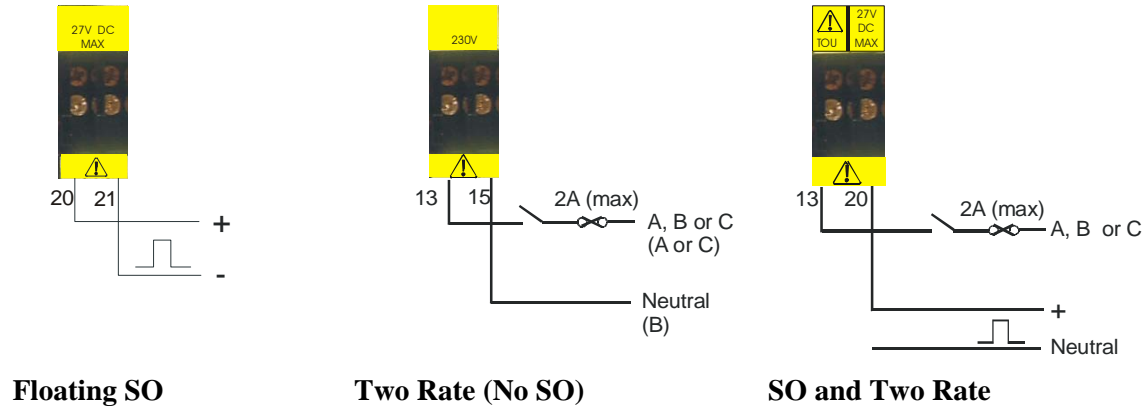 27V DC
MAX
20 21
+
-
Floating SO
230V
13 15
2A (max)
A, B or C
(A or C)
Neutral
(B)
Two Rate (No SO)
TOU
27V
DC
MAX
13 20
2A (max)
A, B or C
+
Neutral
SO and Two Rate